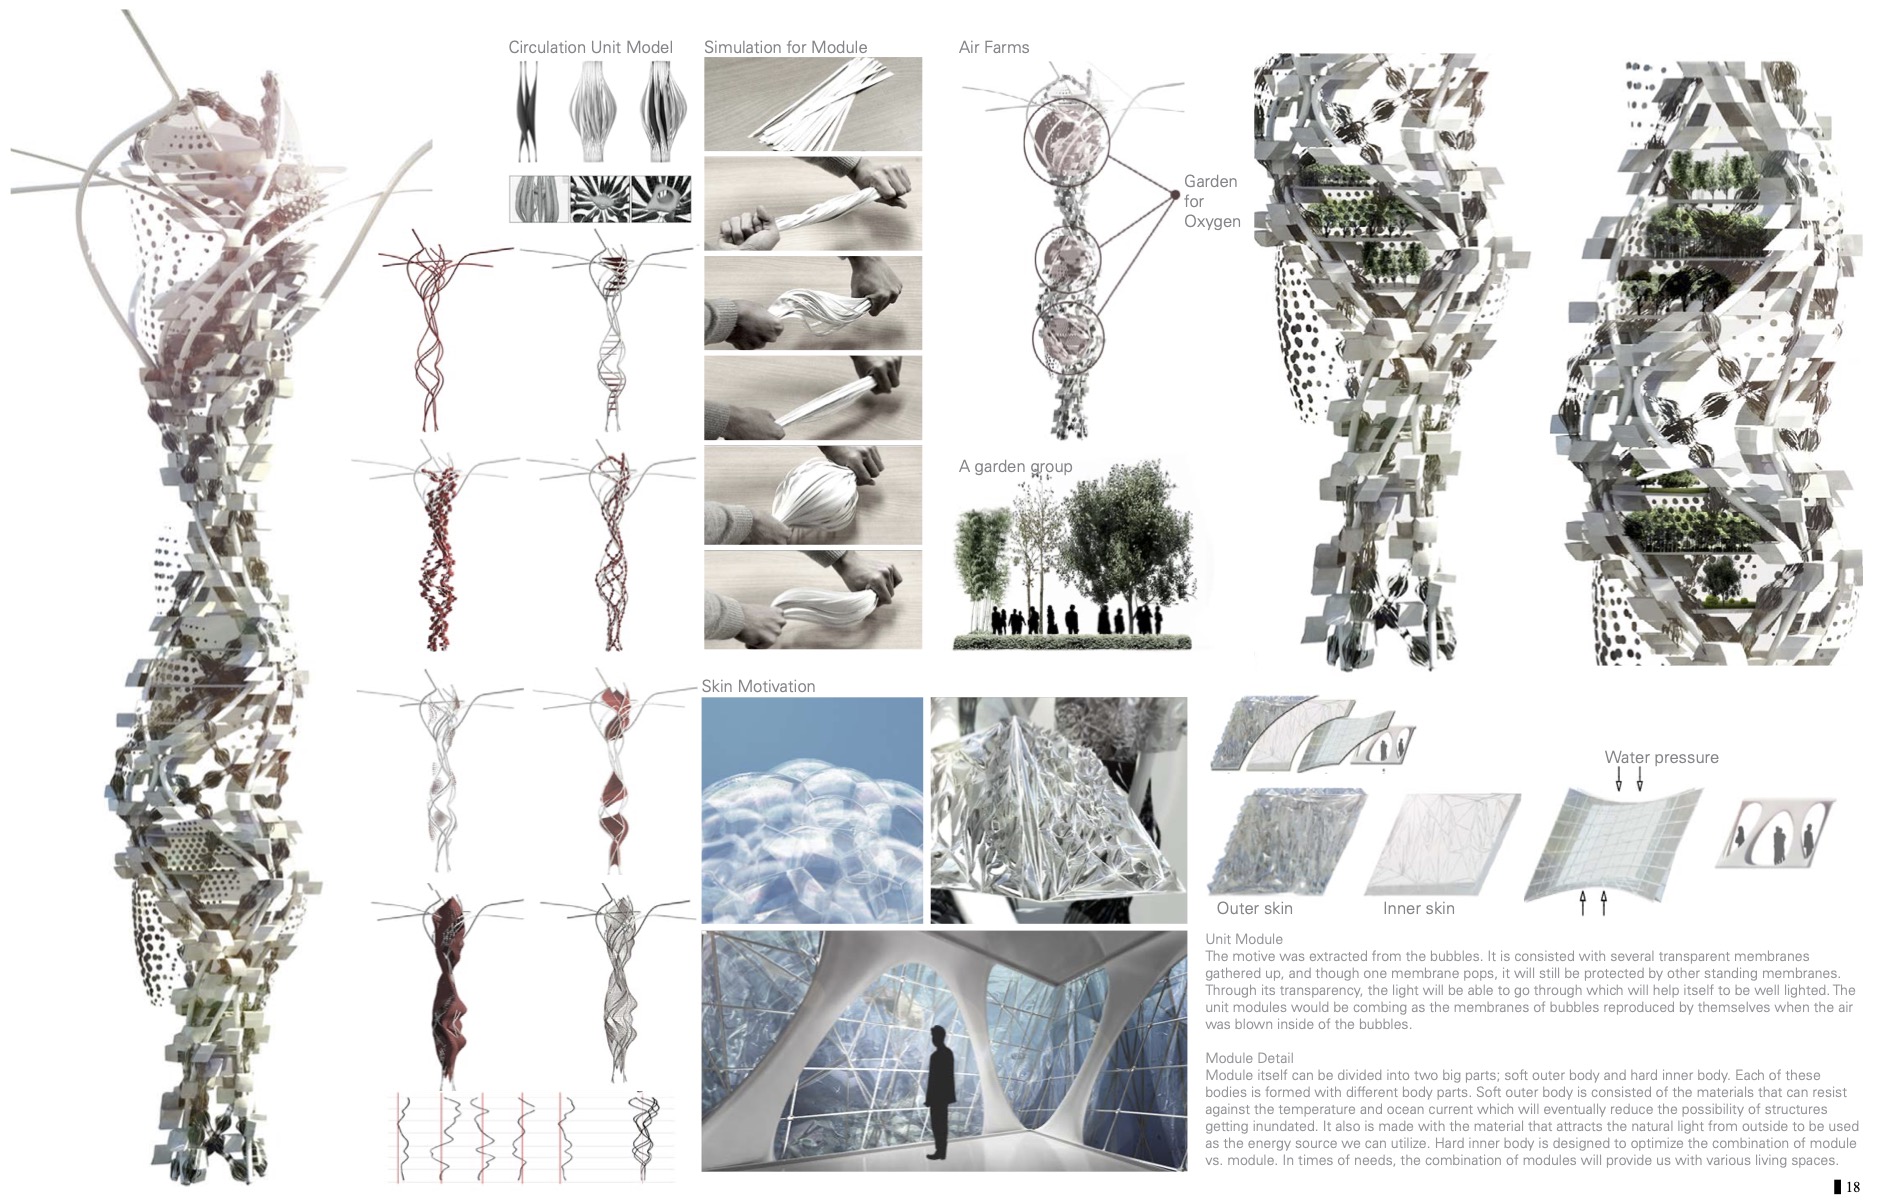 Circulation Unit Model
Simulation for Module
Air Farms
Garden
for
Oxygen
A garden group
Skin Motivation
Water pressure
Outer skin
Inner skin
Unit Module
The motive was extracted from the bubbles. It is consisted with several transparent membranes
gathered up, and though one membrane pops, it will still be protected by other standing membranes.
Through its transparency, the light will be able to go through which will help itself to be well lighted. The
unit modules would be combing as the membranes of bubbles reproduced by themselves when the air
was blown inside of the bubbles.
Module Detail
Module itself can be divided into two big parts; soft outer body and hard inner body. Each of these
bodies is formed with different body parts. Soft outer body is consisted of the materials that can resist
against the temperature and ocean current which will eventually reduce the possibility of structures
getting inundated. It also is made with the material that attracts the natural light from outside to be used
as the energy source we can utilize. Hard inner body is designed to optimize the combination of module
vs. module. In times of needs, the combination of modules will provide us with various living spaces.
18